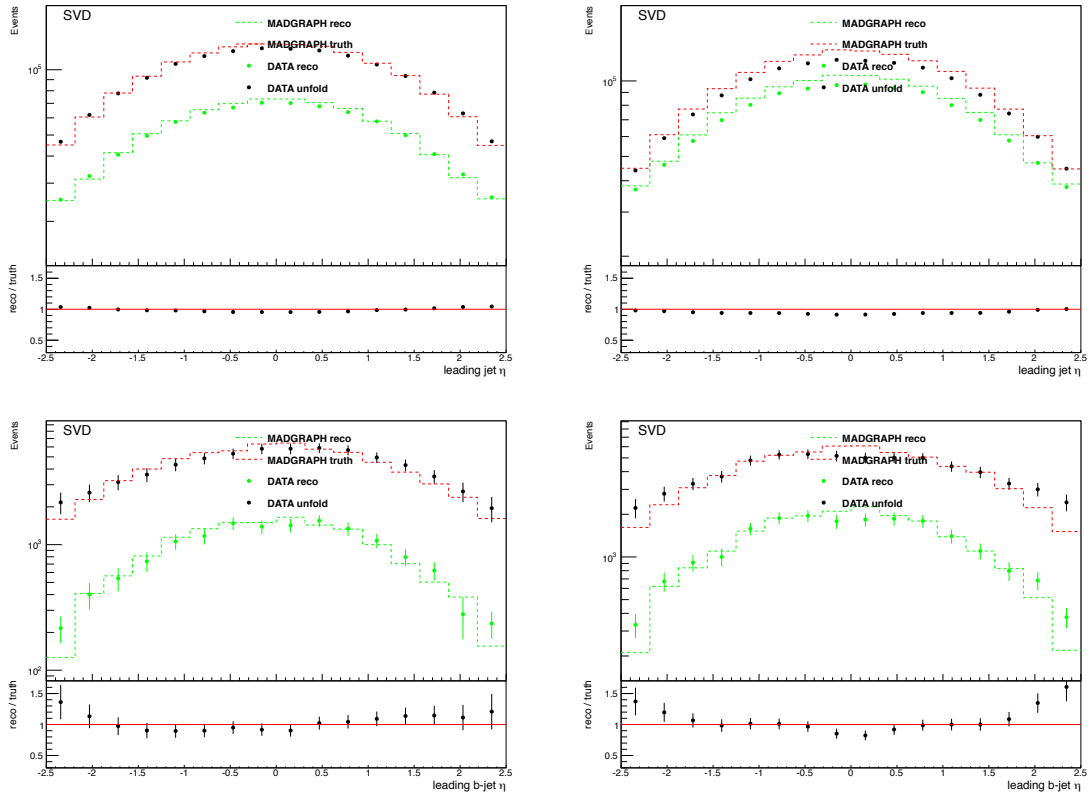 SVD
Events
MADGRAPH reco
MADGRAPH truth
DATA reco
DATA unfold
10^5
reco / truth
1.5
1
0.5
-2.5 -2 -1.5 -1 -0.5 0 0.5 1 1.5 2 2.5
leading jet η
SVD
Events
MADGRAPH reco
MADGRAPH truth
DATA reco
DATA unfold
10^5
reco / truth
1.5
1
0.5
-2.5 -2 -1.5 -1 -0.5 0 0.5 1 1.5 2 2.5
leading jet η
SVD
Events
MADGRAPH reco
MADGRAPH truth
DATA reco
DATA unfold
10^3
10^2
reco / truth
1.5
1
0.5
-2.5 -2 -1.5 -1 -0.5 0 0.5 1 1.5 2 2.5
leading b-jet η
SVD
Events
MADGRAPH reco
MADGRAPH truth
DATA reco
DATA unfold
10^3
reco / truth
1.5
1
0.5
-2.5 -2 -1.5 -1 -0.5 0 0.5 1 1.5 2 2.5
leading b-jet η